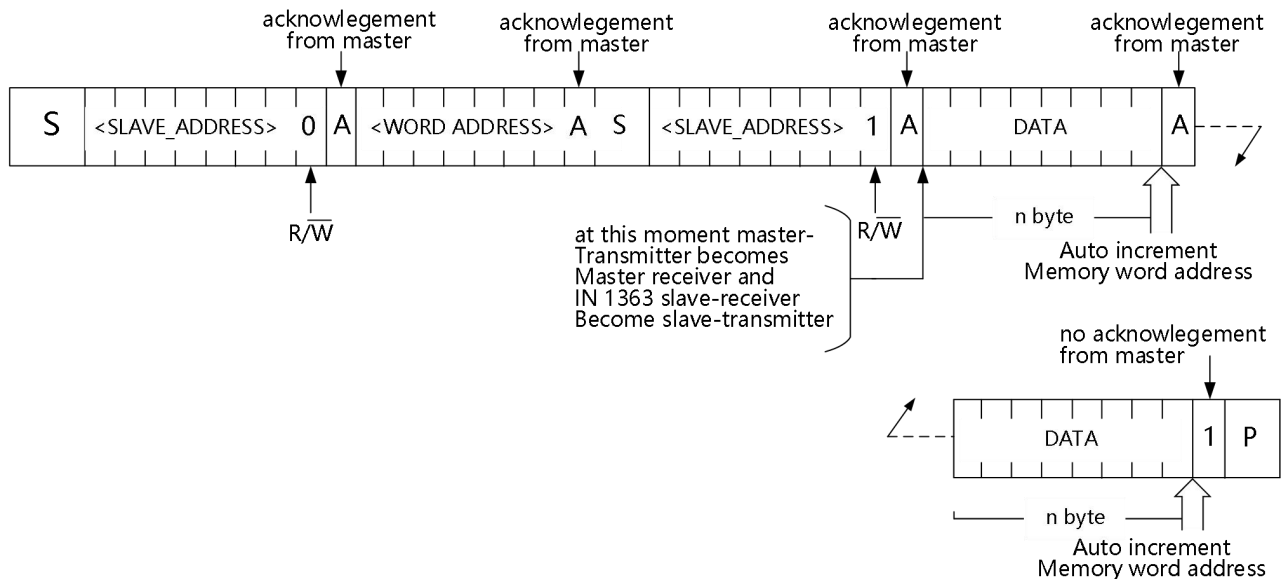 acknowlegement
from master
acknowlegement
from master
acknowlegement
from master
acknowlegement
from master
S <SLAVE_ADDRESS> 0 A <WORD ADDRESS> A S <SLAVE_ADDRESS> 1 A DATA A
R/W̅
R/W̅
n byte
at this moment master-
Transmitter becomes
Master receiver and
IN 1363 slave-receiver
Become slave-transmitter
Auto increment
Memory word address
no acknowlegement
from master
DATA 1 P
n byte
Auto increment
Memory word address